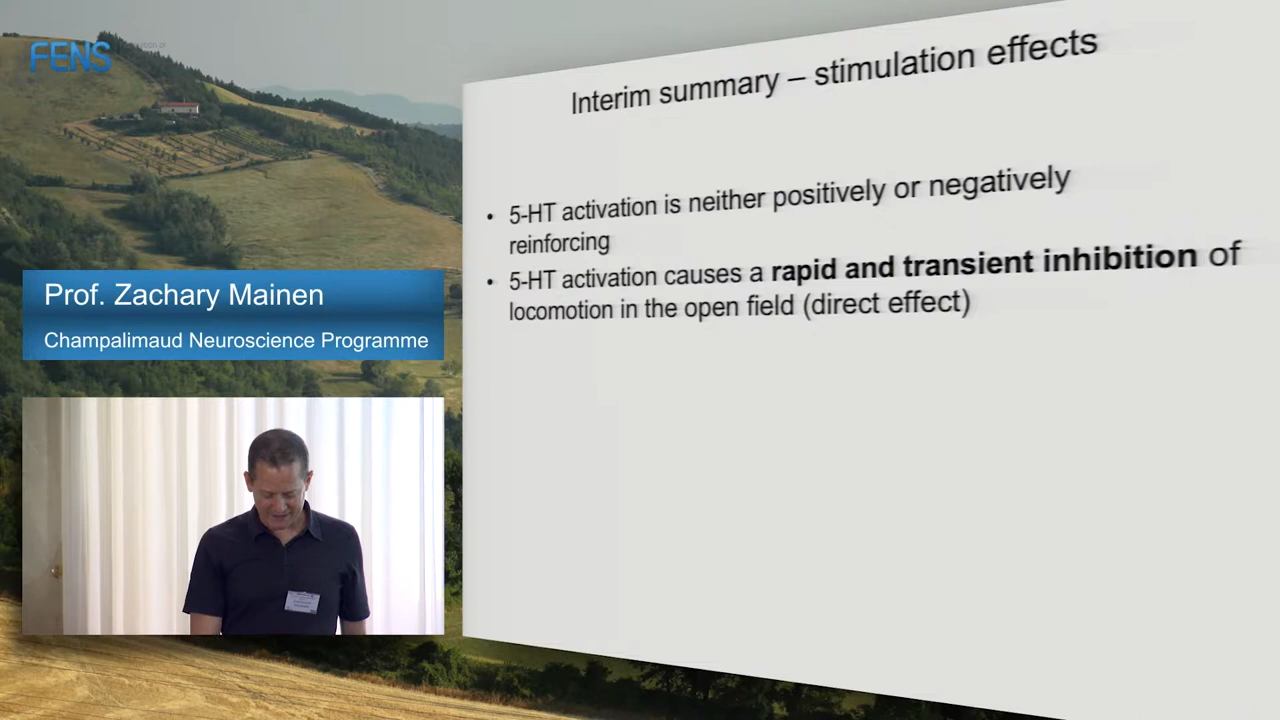 FENS
Interim summary – stimulation effects
• 5-HT activation is neither positively or negatively
reinforcing
• 5-HT activation causes a rapid and transient inhibition of
locomotion in the open field (direct effect)
Prof. Zachary Mainen
Champalimaud Neuroscience Programme